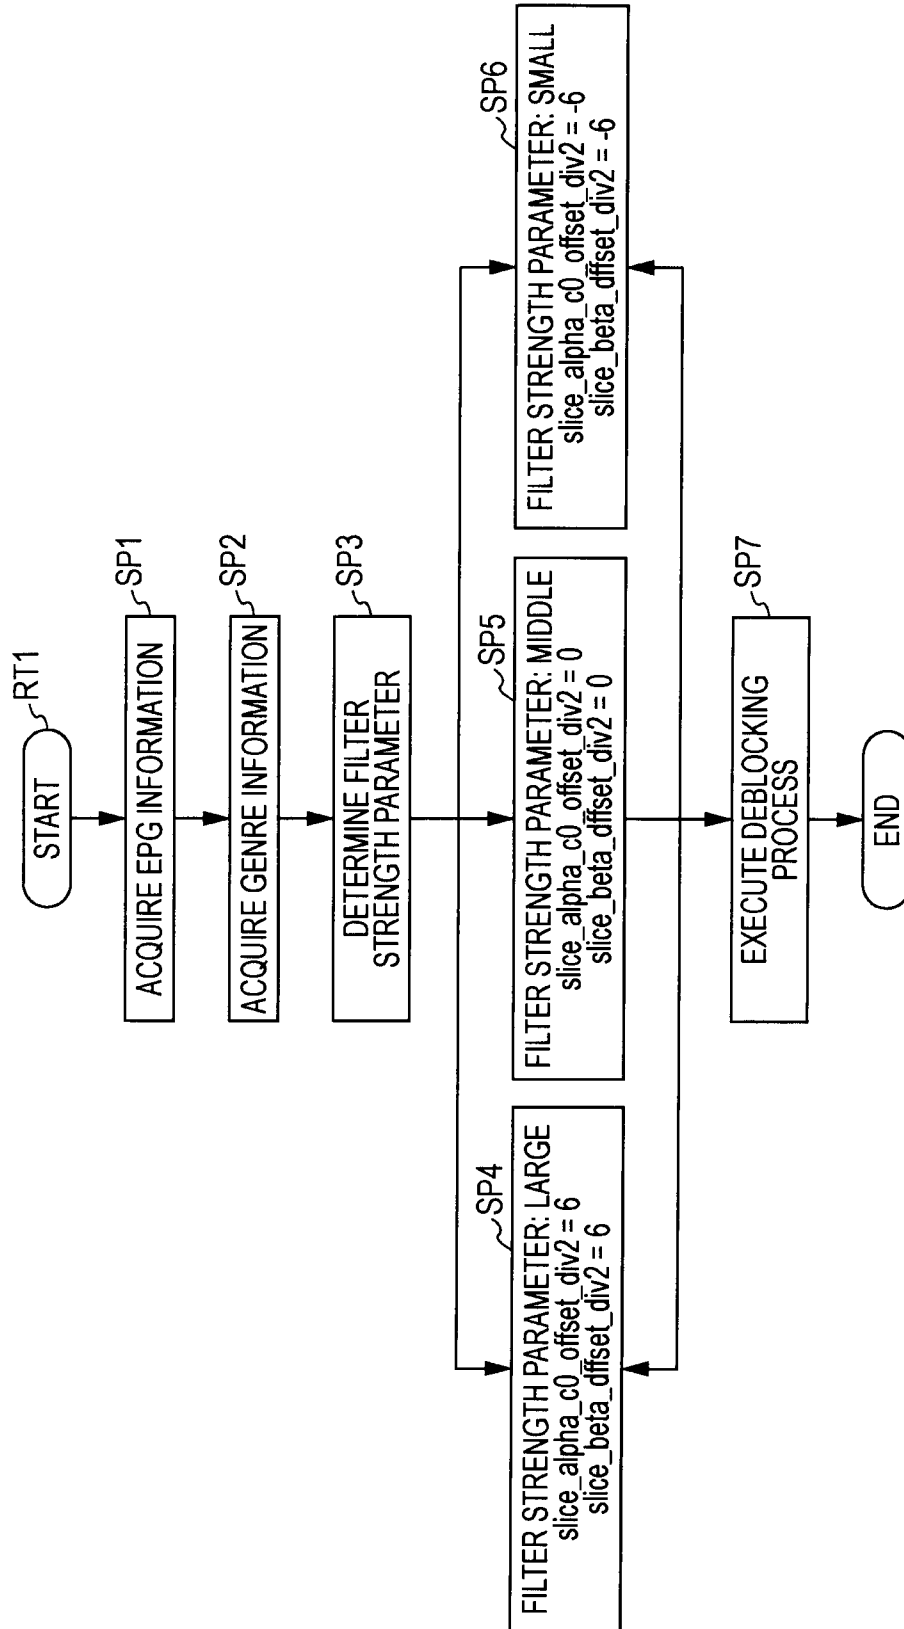 START
RT1
ACQUIRE EPG INFORMATION
SP1
ACQUIRE GENRE INFORMATION
SP2
DETERMINE FILTER
STRENGTH PARAMETER
SP3
FILTER STRENGTH PARAMETER: LARGE
slice_alpha_c0_offset_div2 = 6
slice_beta_dffset_div2 = 6
SP4
FILTER STRENGTH PARAMETER: MIDDLE
slice_alpha_c0_offset_div2 = 0
slice_beta_dffset_div2 = 0
SP5
FILTER STRENGTH PARAMETER: SMALL
slice_alpha_c0_offset_div2 = -6
slice_beta_dffset_div2 = -6
SP6
EXECUTE DEBLOCKING
PROCESS
SP7
END